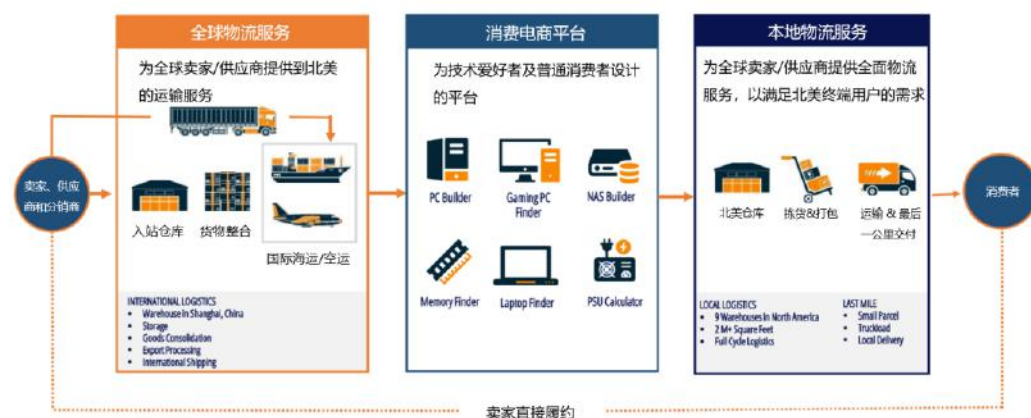 全球物流服务
为全球卖家/供应商提供到北美
的运输服务
卖家、供应
商和分销商
入站仓库
货物整合
国际海运/空运
INTERNATIONAL LOGISTICS
• Warehouse in Shanghai, China
• Storage
• Goods Consolidation
• Export Processing
• International Shipping
消费电商平台
为技术爱好者及普通消费者设计
的平台
PC Builder
Gaming PC
Finder
NAS Builder
Memory Finder
Laptop Finder
PSU Calculator
本地物流服务
为全球卖家/供应商提供全面物流
服务，以满足北美终端用户的需求
北美仓库
拣货&打包
运输 & 最后
一公里交付
LOCAL LOGISTICS
• 9 Warehouses in North America
• 2 M+ Square Feet
• Full Cycle Logistics
LAST MILE
• Small Parcel
• Truckload
• Local Delivery
消费者
卖家直接履约